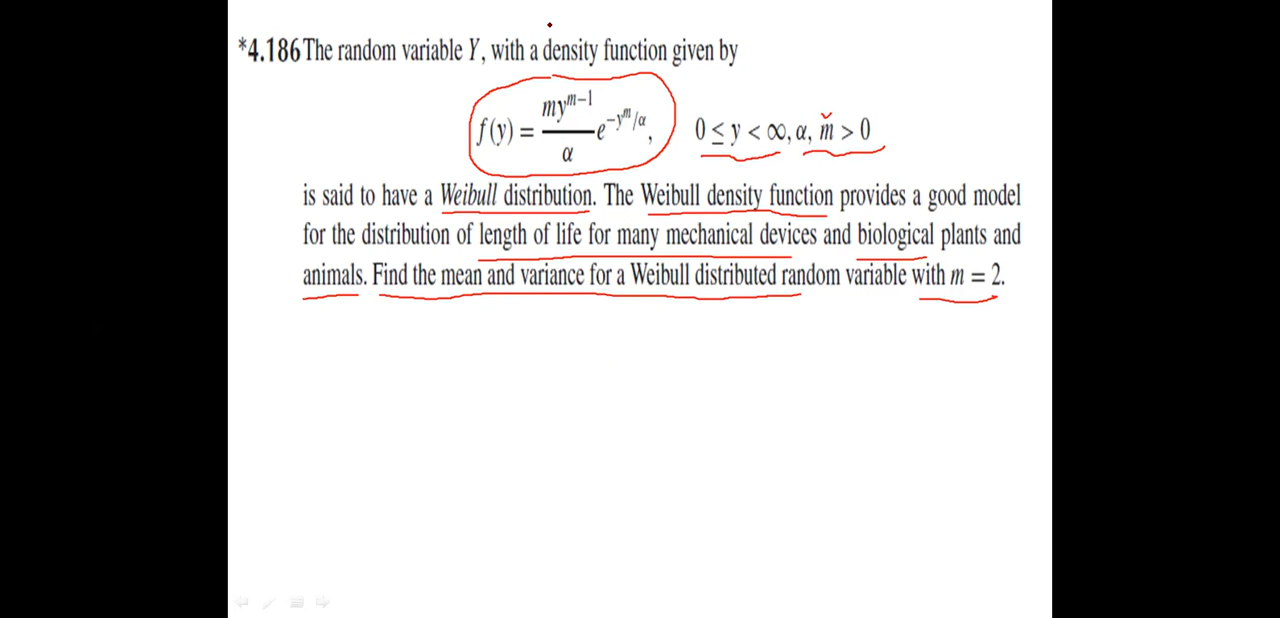 *4.186 The random variable Y, with a density function given by
f(y) = my^{m−1}/α e^{−y^m/α}, 0 ≤ y < ∞, α, m > 0
is said to have a Weibull distribution. The Weibull density function provides a good model
for the distribution of length of life for many mechanical devices and biological plants and
animals. Find the mean and variance for a Weibull distributed random variable with m = 2.